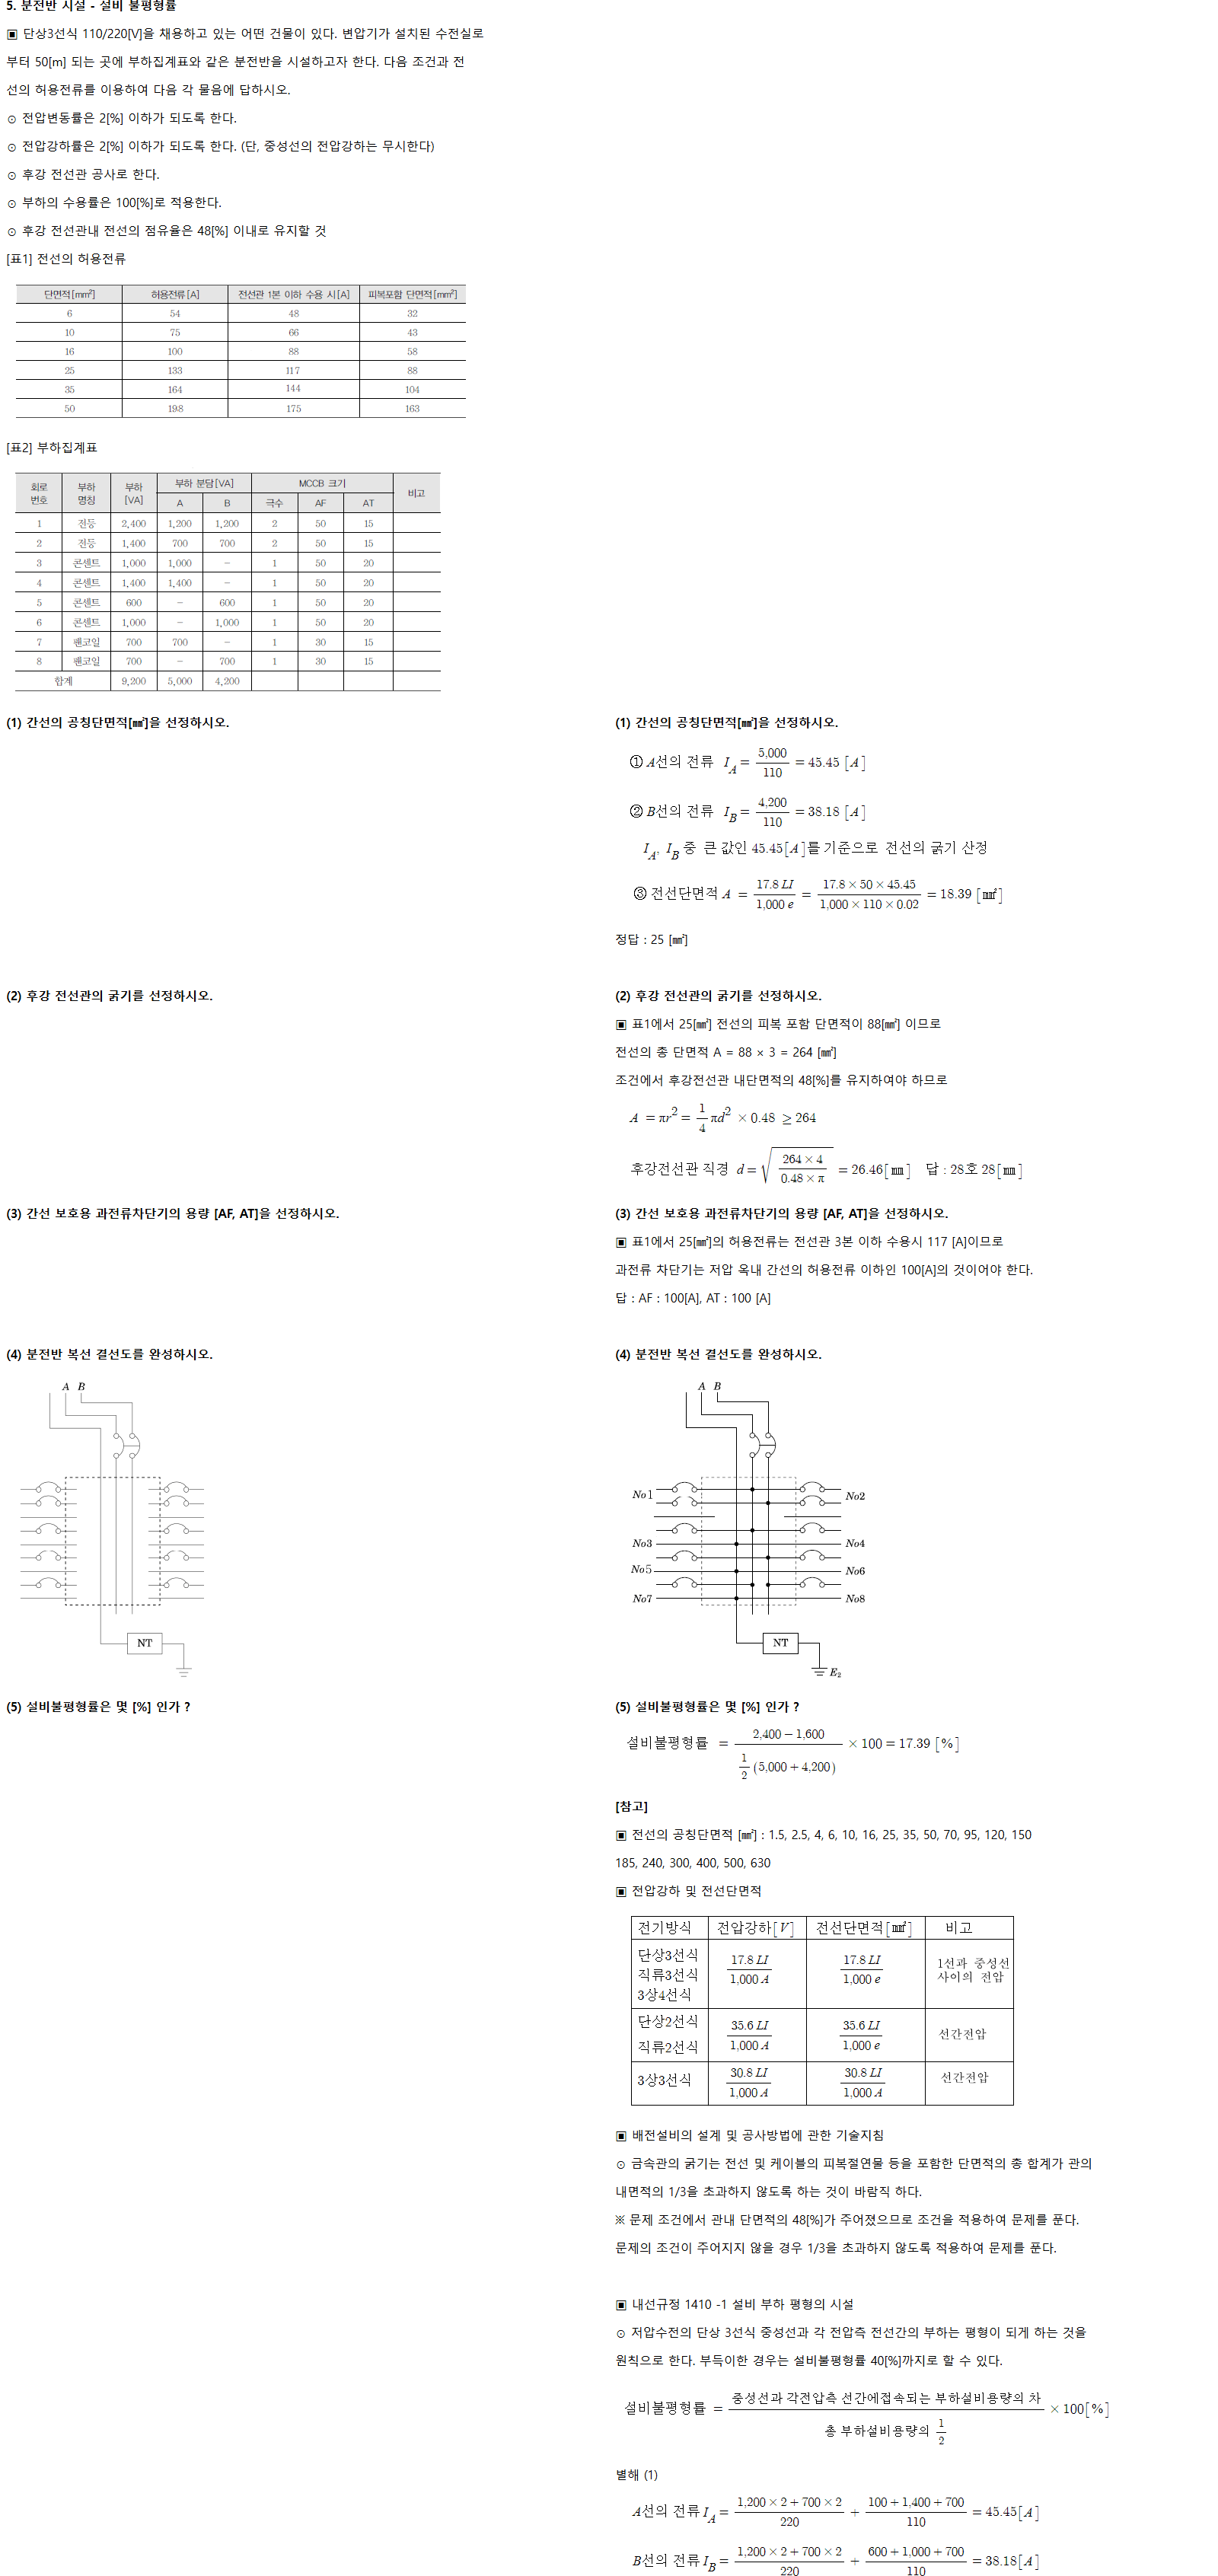 5. 분전반 시설 - 설비 불평형률
▣ 단상3선식 110/220[V]을 채용하고 있는 어떤 건물이 있다. 변압기가 설치된 수전실로
부터 50[m] 되는 곳에 부하집계표와 같은 분전반을 시설하고자 한다. 다음 조건과 전
선의 허용전류를 이용하여 다음 각 물음에 답하시오.
⊙ 전압변동률은 2[%] 이하가 되도록 한다.
⊙ 전압강하률은 2[%] 이하가 되도록 한다. (단, 중성선의 전압강하는 무시한다)
⊙ 후강 전선관 공사로 한다.
⊙ 부하의 수용률은 100[%]로 적용한다.
⊙ 후강 전선관내 전선의 점유율은 48[%] 이내로 유지할 것
[표1] 전선의 허용전류
단면적[mm²] 허용전류[A] 전선관 1본 이하 수용 시[A] 피복포함 단면적[mm²]
6 54 48 32
10 75 66 43
16 100 88 58
25 133 117 88
35 164 144 104
50 198 175 163
[표2] 부하집계표
회로 번호 부하 명칭 부하 [VA] 부하 분담[VA] MCCB 크기 비고
A B 극수 AF AT
1 전등 2,400 1,200 1,200 2 50 15
2 전등 1,400 700 700 2 50 15
3 콘센트 1,000 1,000 − 1 50 20
4 콘센트 1,400 1,400 − 1 50 20
5 콘센트 600 − 600 1 50 20
6 콘센트 1,000 − 1,000 1 50 20
7 팬코일 700 700 − 1 30 15
8 팬코일 700 − 700 1 30 15
합계 9,200 5,000 4,200
(1) 간선의 공칭단면적[㎟]을 선정하시오.
(2) 후강 전선관의 굵기를 선정하시오.
(3) 간선 보호용 과전류차단기의 용량 [AF, AT]을 선정하시오.
(4) 분전반 복선 결선도를 완성하시오.
A B
NT
(5) 설비불평형률은 몇 [%] 인가 ?
(1) 간선의 공칭단면적[㎟]을 선정하시오.
① A선의 전류 I_A = 5,000/110 = 45.45 [A]
② B선의 전류 I_B = 4,200/110 = 38.18 [A]
I_A, I_B 중 큰 값인 45.45[A]를 기준으로 전선의 굵기 산정
③ 전선단면적 A = 17.8 LI/1,000 e = 17.8×50×45.45/1,000×110×0.02 = 18.39 [㎟]
정답 : 25 [㎟]
(2) 후강 전선관의 굵기를 선정하시오.
▣ 표1에서 25[㎟] 전선의 피복 포함 단면적이 88[㎟] 이므로
전선의 총 단면적 A = 88 × 3 = 264 [㎟]
조건에서 후강전선관 내단면적의 48[%]를 유지하여야 하므로
A = πr² = 1/4 πd² × 0.48 ≥ 264
후강전선관 직경 d = √(264×4/0.48×π) = 26.46[㎜] 답 : 28호 28[㎜]
(3) 간선 보호용 과전류차단기의 용량 [AF, AT]을 선정하시오.
▣ 표1에서 25[㎟]의 허용전류는 전선관 3본 이하 수용시 117 [A]이므로
과전류 차단기는 저압 옥내 간선의 허용전류 이하인 100[A]의 것이어야 한다.
답 : AF : 100[A], AT : 100 [A]
(4) 분전반 복선 결선도를 완성하시오.
A B
No1 No2
No3 No4
No5 No6
No7 No8
NT
E₂
(5) 설비불평형률은 몇 [%] 인가 ?
설비불평형률 = 2,400−1,600 / 1/2 (5,000+4,200) × 100 = 17.39 [%]
[참고]
▣ 전선의 공칭단면적 [㎟] : 1.5, 2.5, 4, 6, 10, 16, 25, 35, 50, 70, 95, 120, 150
185, 240, 300, 400, 500, 630
▣ 전압강하 및 전선단면적
전기방식 전압강하[V] 전선단면적[㎟] 비고
단상3선식 직류3선식 3상4선식 17.8 LI/1,000 A 17.8 LI/1,000 e 1선과 중성선 사이의 전압
단상2선식 직류2선식 35.6 LI/1,000 A 35.6 LI/1,000 e 선간전압
3상3선식 30.8 LI/1,000 A 30.8 LI/1,000 A 선간전압
▣ 배전설비의 설계 및 공사방법에 관한 기술지침
⊙ 금속관의 굵기는 전선 및 케이블의 피복절연물 등을 포함한 단면적의 총 합계가 관의
내면적의 1/3을 초과하지 않도록 하는 것이 바람직 하다.
※ 문제 조건에서 관내 단면적의 48[%]가 주어졌으므로 조건을 적용하여 문제를 푼다.
문제의 조건이 주어지지 않을 경우 1/3을 초과하지 않도록 적용하여 문제를 푼다.
▣ 내선규정 1410 -1 설비 부하 평형의 시설
⊙ 저압수전의 단상 3선식 중성선과 각 전압측 전선간의 부하는 평형이 되게 하는 것을
원칙으로 한다. 부득이한 경우는 설비불평형률 40[%]까지로 할 수 있다.
설비불평형률 = 중성선과 각전압측 선간에접속되는 부하설비용량의 차 / 총 부하설비용량의 1/2 × 100[%]
별해 (1)
A선의 전류 I_A = 1,200×2+700×2/220 + 100+1,400+700/110 = 45.45[A]
B선의 전류 I_B = 1,200×2+700×2/220 + 600+1,000+700/110 = 38.18[A]